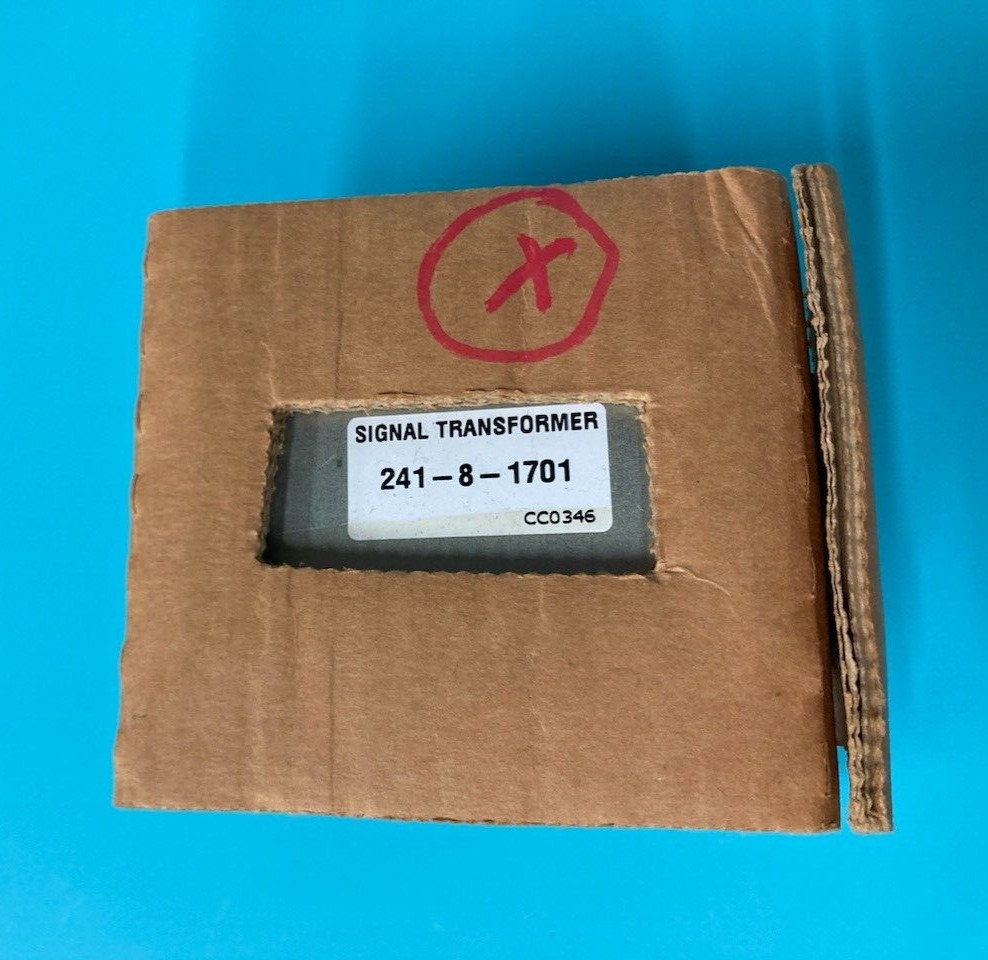 X
SIGNAL TRANSFORMER
241-8-1701
CC0346